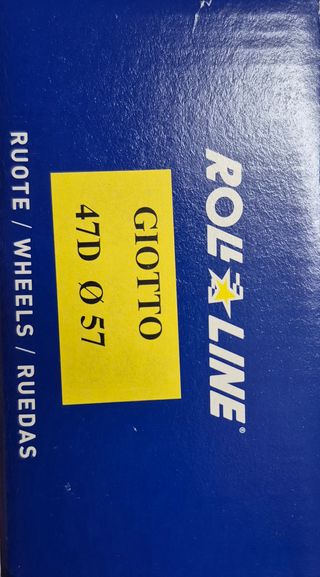 ROLL LINE®
GIOTTO
47D Ø 57
RUOTE / WHEELS / RUEDAS